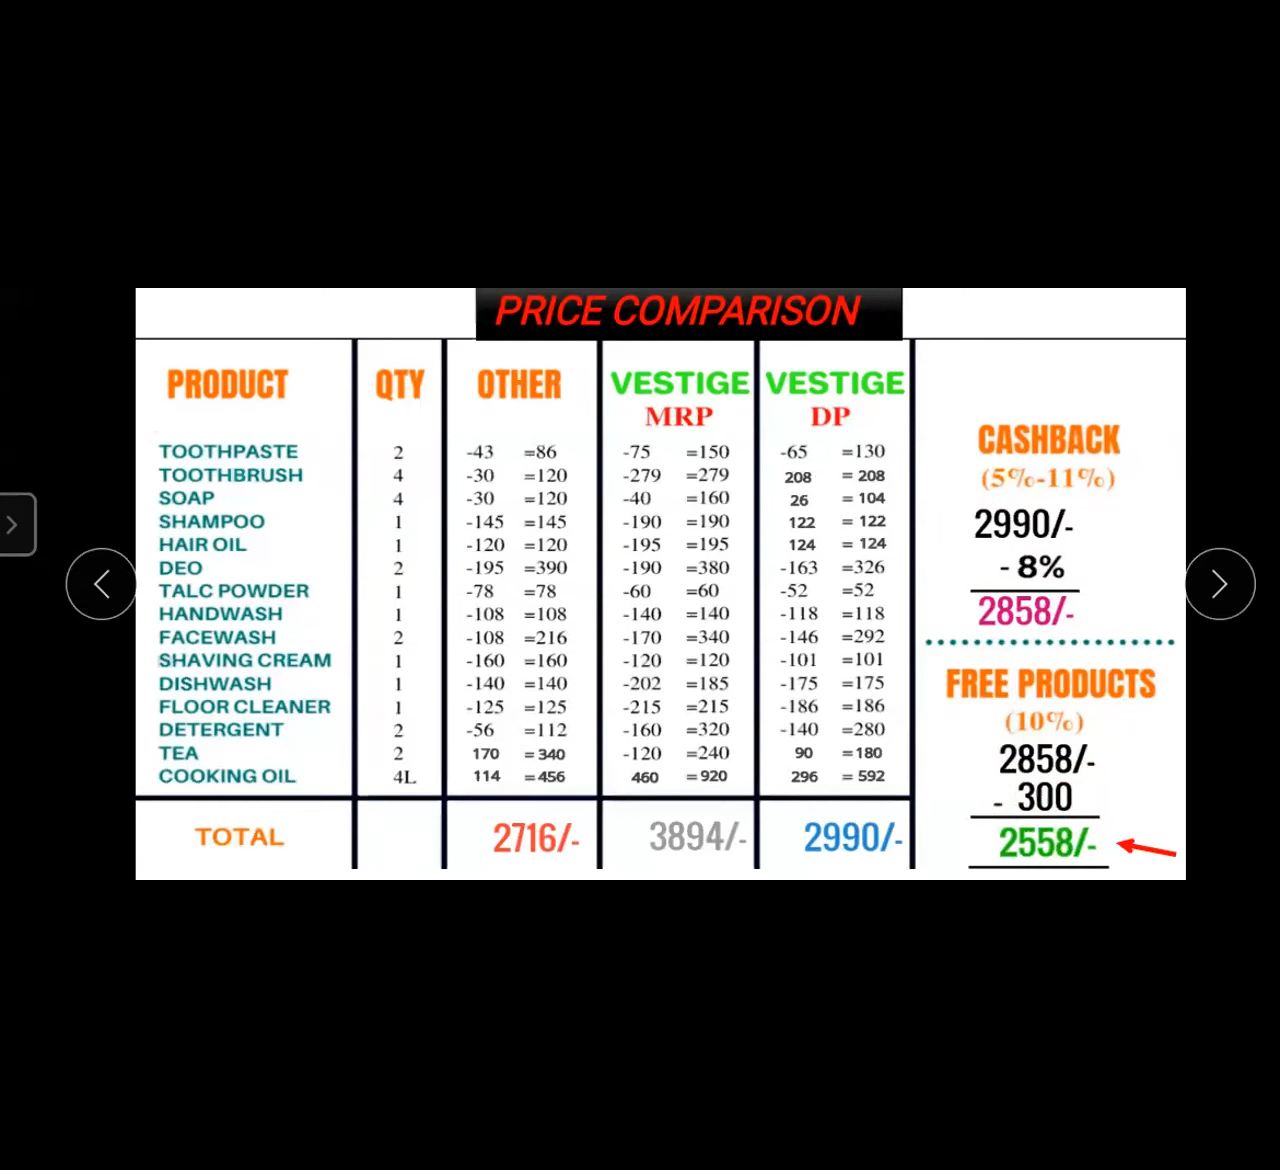 PRICE COMPARISON
PRODUCT QTY OTHER VESTIGE MRP VESTIGE DP
TOOTHPASTE 2 -43 =86 -75 =150 -65 =130
TOOTHBRUSH 4 -30 =120 -279 =279 208 = 208
SOAP 4 -30 =120 -40 =160 26 = 104
SHAMPOO 1 -145 =145 -190 =190 122 = 122
HAIR OIL 1 -120 =120 -195 =195 124 = 124
DEO 2 -195 =390 -190 =380 -163 =326
TALC POWDER 1 -78 =78 -60 =60 -52 =52
HANDWASH 1 -108 =108 -140 =140 -118 =118
FACEWASH 2 -108 =216 -170 =340 -146 =292
SHAVING CREAM 1 -160 =160 -120 =120 -101 =101
DISHWASH 1 -140 =140 -202 =185 -175 =175
FLOOR CLEANER 1 -125 =125 -215 =215 -186 =186
DETERGENT 2 -56 =112 -160 =320 -140 =280
TEA 2 170 = 340 -120 =240 90 = 180
COOKING OIL 4L 114 = 456 460 = 920 296 = 592
TOTAL 2716/- 3894/- 2990/-
CASHBACK
(5%-11%)
2990/-
- 8%
2858/-
FREE PRODUCTS
(10%)
2858/-
- 300
2558/-